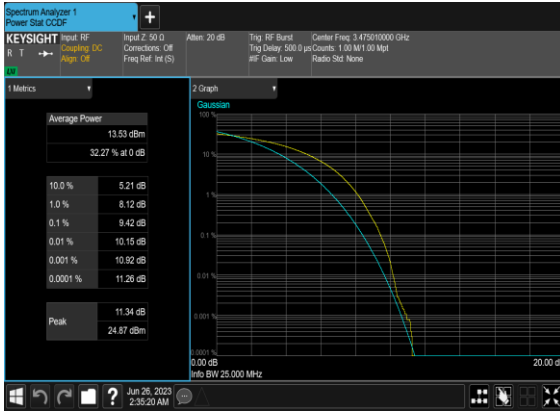 Spectrum Analyzer 1
Power Stat CCDF
KEYSIGHT
R T
LV
Input: RF
Coupling: DC
Align: Off
Input Z: 50 Ω
Corrections: Off
Freq Ref: Int (S)
Atten: 20 dB
Trig: RF Burst
Trig Delay: 500.0 µs
#IF Gain: Low
Center Freq: 3.475010000 GHz
Counts: 1.00 M/1.00 Mpt
Radio Std: None
1 Metrics
Average Power
13.53 dBm
32.27 % at 0 dB
10.0 % 5.21 dB
1.0 % 8.12 dB
0.1 % 9.42 dB
0.01 % 10.15 dB
0.001 % 10.92 dB
0.0001 % 11.26 dB
Peak
11.34 dB
24.87 dBm
2 Graph
Gaussian
100 %
10 %
1 %
0.1 %
0.01 %
0.001 %
0.0001 %
0.00 dB
20.00 d
Info BW 25.000 MHz
?
Jun 26, 2023
2:35:20 AM